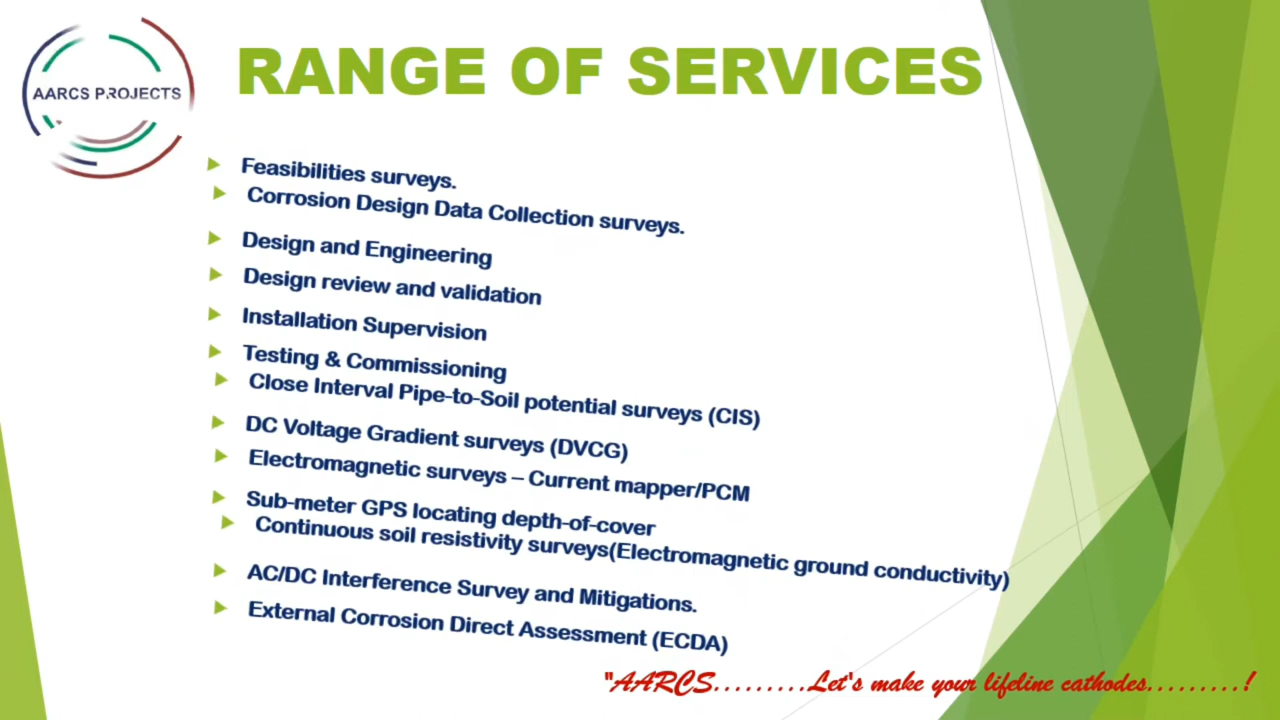 AARCS PROJECTS
RANGE OF SERVICES
Feasibilities surveys.
Corrosion Design Data Collection surveys.
Design and Engineering
Design review and validation
Installation Supervision
Testing & Commissioning
Close Interval Pipe-to-Soil potential surveys (CIS)
DC Voltage Gradient surveys (DVCG)
Electromagnetic surveys – Current mapper/PCM
Sub-meter GPS locating depth-of-cover
Continuous soil resistivity surveys(Electromagnetic ground conductivity)
AC/DC Interference Survey and Mitigations.
External Corrosion Direct Assessment (ECDA)
"AARCS.........Let's make your lifeline cathodes.........!